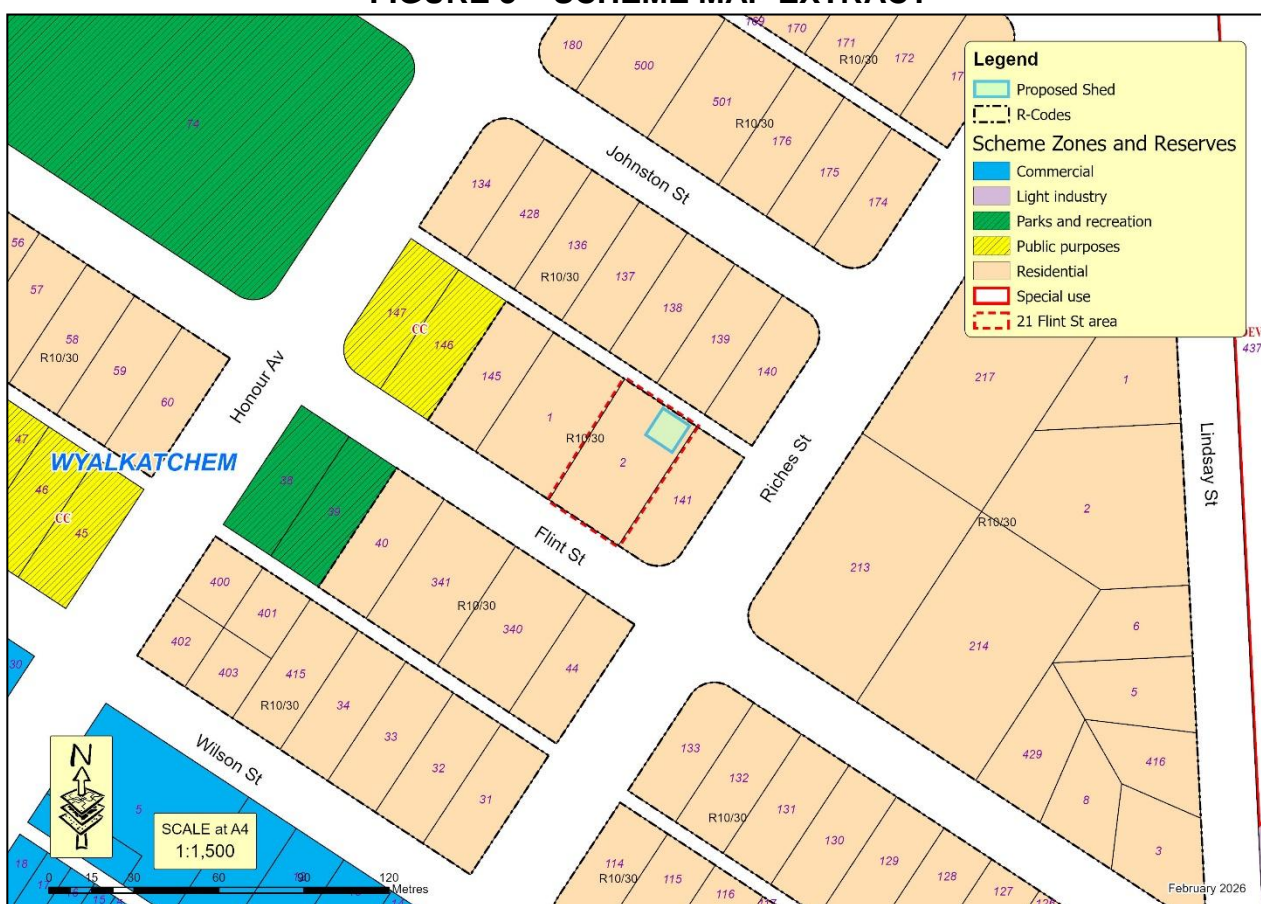 FIGURE 3 – SCHEME MAP EXTRACT
169
170
171
172
R10/30
180
500
501
R10/30
176
175
174
Legend
Proposed Shed
R-Codes
Scheme Zones and Reserves
Commercial
Light industry
Parks and recreation
Public purposes
Residential
Special use
21 Flint St area
74
Johnston St
134
428
136
R10/30
137
138
139
140
56
57
58
R10/30
59
60
Honour Av
147
CC
146
145
1
R10/30
2
141
Riches St
217
1
437
Lindsay St
2
R10/30
213
214
6
5
416
429
8
3
47
46
CC
45
WYALKATCHEM
38
39
40
341
R10/30
340
44
Flint St
400
401
402
403
415
R10/30
34
33
32
31
30
Wilson St
133
132
R10/30
131
130
129
128
127
114
R10/30
115
116
5
18
N
SCALE at A4
1:1,500
0 15 30 60 90 120
Metres
February 2026